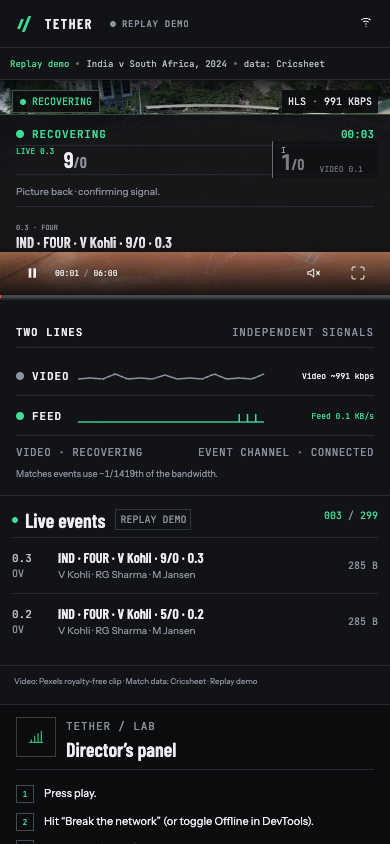 TETHER
REPLAY DEMO
Replay demo • India v South Africa, 2024 • data: Cricsheet
RECOVERING
HLS · 991 KBPS
RECOVERING
00:03
LIVE 0.3
9/0
1/0
VIDEO 0.1
Picture back · confirming signal.
0.3 · FOUR
IND · FOUR · V Kohli · 9/0 · 0.3
00:01 / 06:00
TWO LINES
INDEPENDENT SIGNALS
VIDEO
Video ~991 kbps
FEED
Feed 0.1 KB/s
VIDEO · RECOVERING
EVENT CHANNEL · CONNECTED
Matches events use ~1/1419th of the bandwidth.
Live events
REPLAY DEMO
003 / 299
0.3
OV
IND · FOUR · V Kohli · 9/0 · 0.3
V Kohli · RG Sharma · M Jansen
285 B
0.2
OV
IND · FOUR · V Kohli · 5/0 · 0.2
V Kohli · RG Sharma · M Jansen
285 B
Video: Pexels royalty-free clip · Match data: Cricsheet · Replay demo
TETHER / LAB
Director's panel
1
Press play.
2
Hit “Break the network” (or toggle Offline in DevTools).